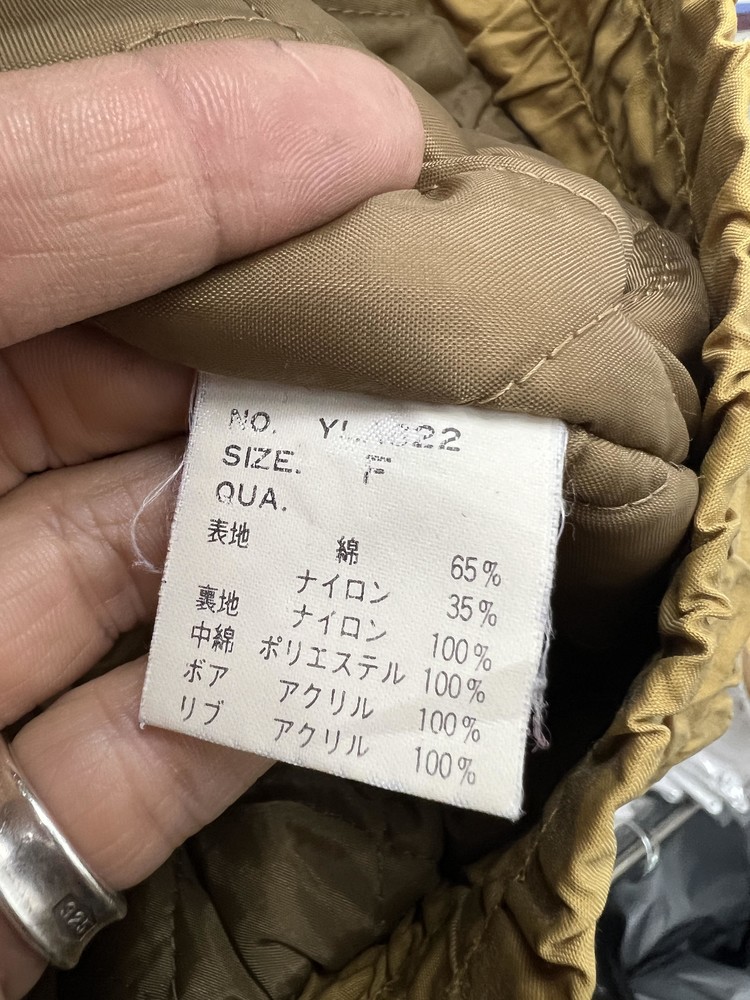 NO.
SIZE. F
QUA.
表地 綿 65%
ナイロン 35%
裏地 ナイロン 100%
中綿 ポリエステル 100%
ボア アクリル 100%
リブ アクリル 100%
925